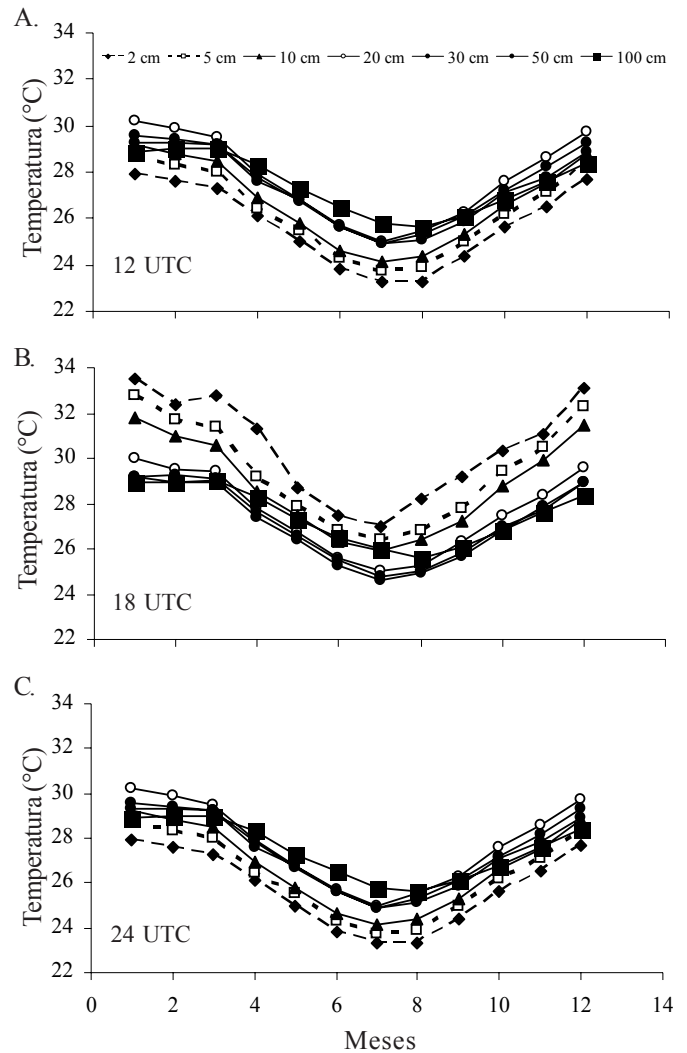 A.
34
2 cm 5 cm 10 cm 20 cm 30 cm 50 cm 100 cm
32
30
28
26
24
22
Temperatura (°C)
12 UTC
B.
34
32
30
28
26
24
22
Temperatura (°C)
18 UTC
C.
34
32
30
28
26
24
22
Temperatura (°C)
24 UTC
0 2 4 6 8 10 12 14
Meses